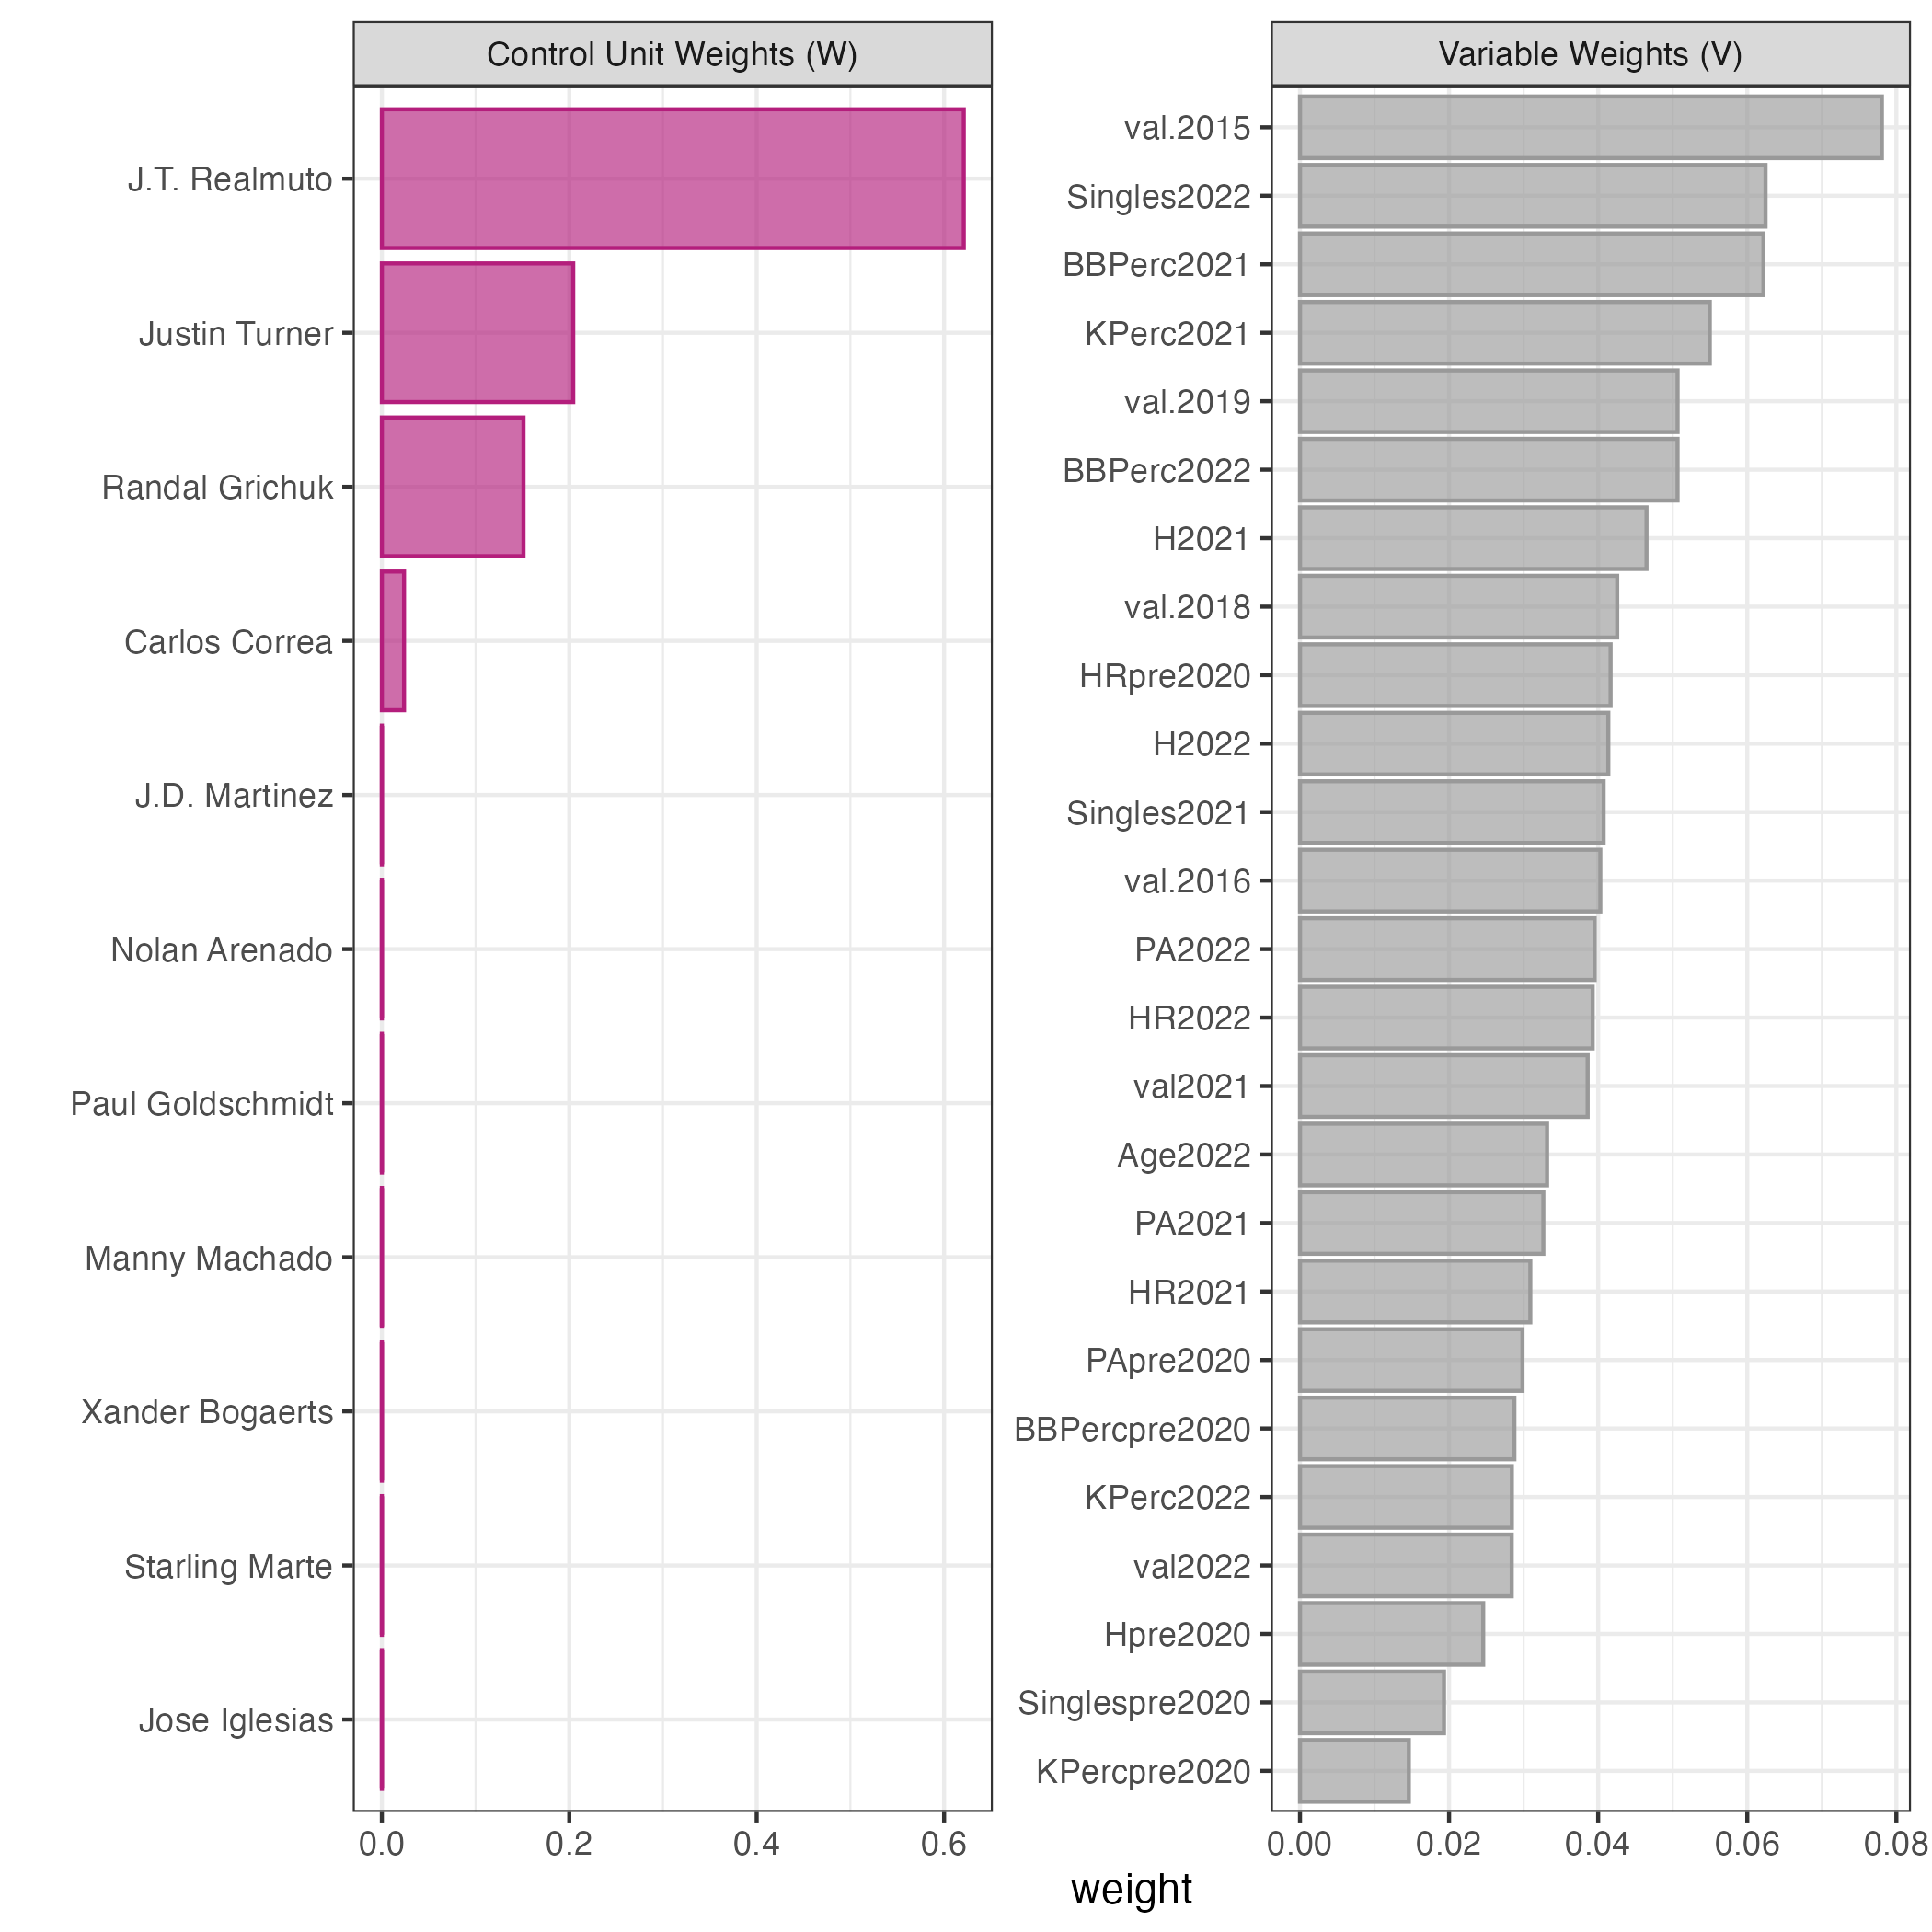 Control Unit Weights (W)
J.T. Realmuto
Justin Turner
Randal Grichuk
Carlos Correa
J.D. Martinez
Nolan Arenado
Paul Goldschmidt
Manny Machado
Xander Bogaerts
Starling Marte
Jose Iglesias
0.0 0.2 0.4 0.6
Variable Weights (V)
val.2015
Singles2022
BBPerc2021
KPerc2021
val.2019
BBPerc2022
H2021
val.2018
HRpre2020
H2022
Singles2021
val.2016
PA2022
HR2022
val2021
Age2022
PA2021
HR2021
PApre2020
BBPercpre2020
KPerc2022
val2022
Hpre2020
Singlespre2020
KPercpre2020
0.00 0.02 0.04 0.06 0.08
weight